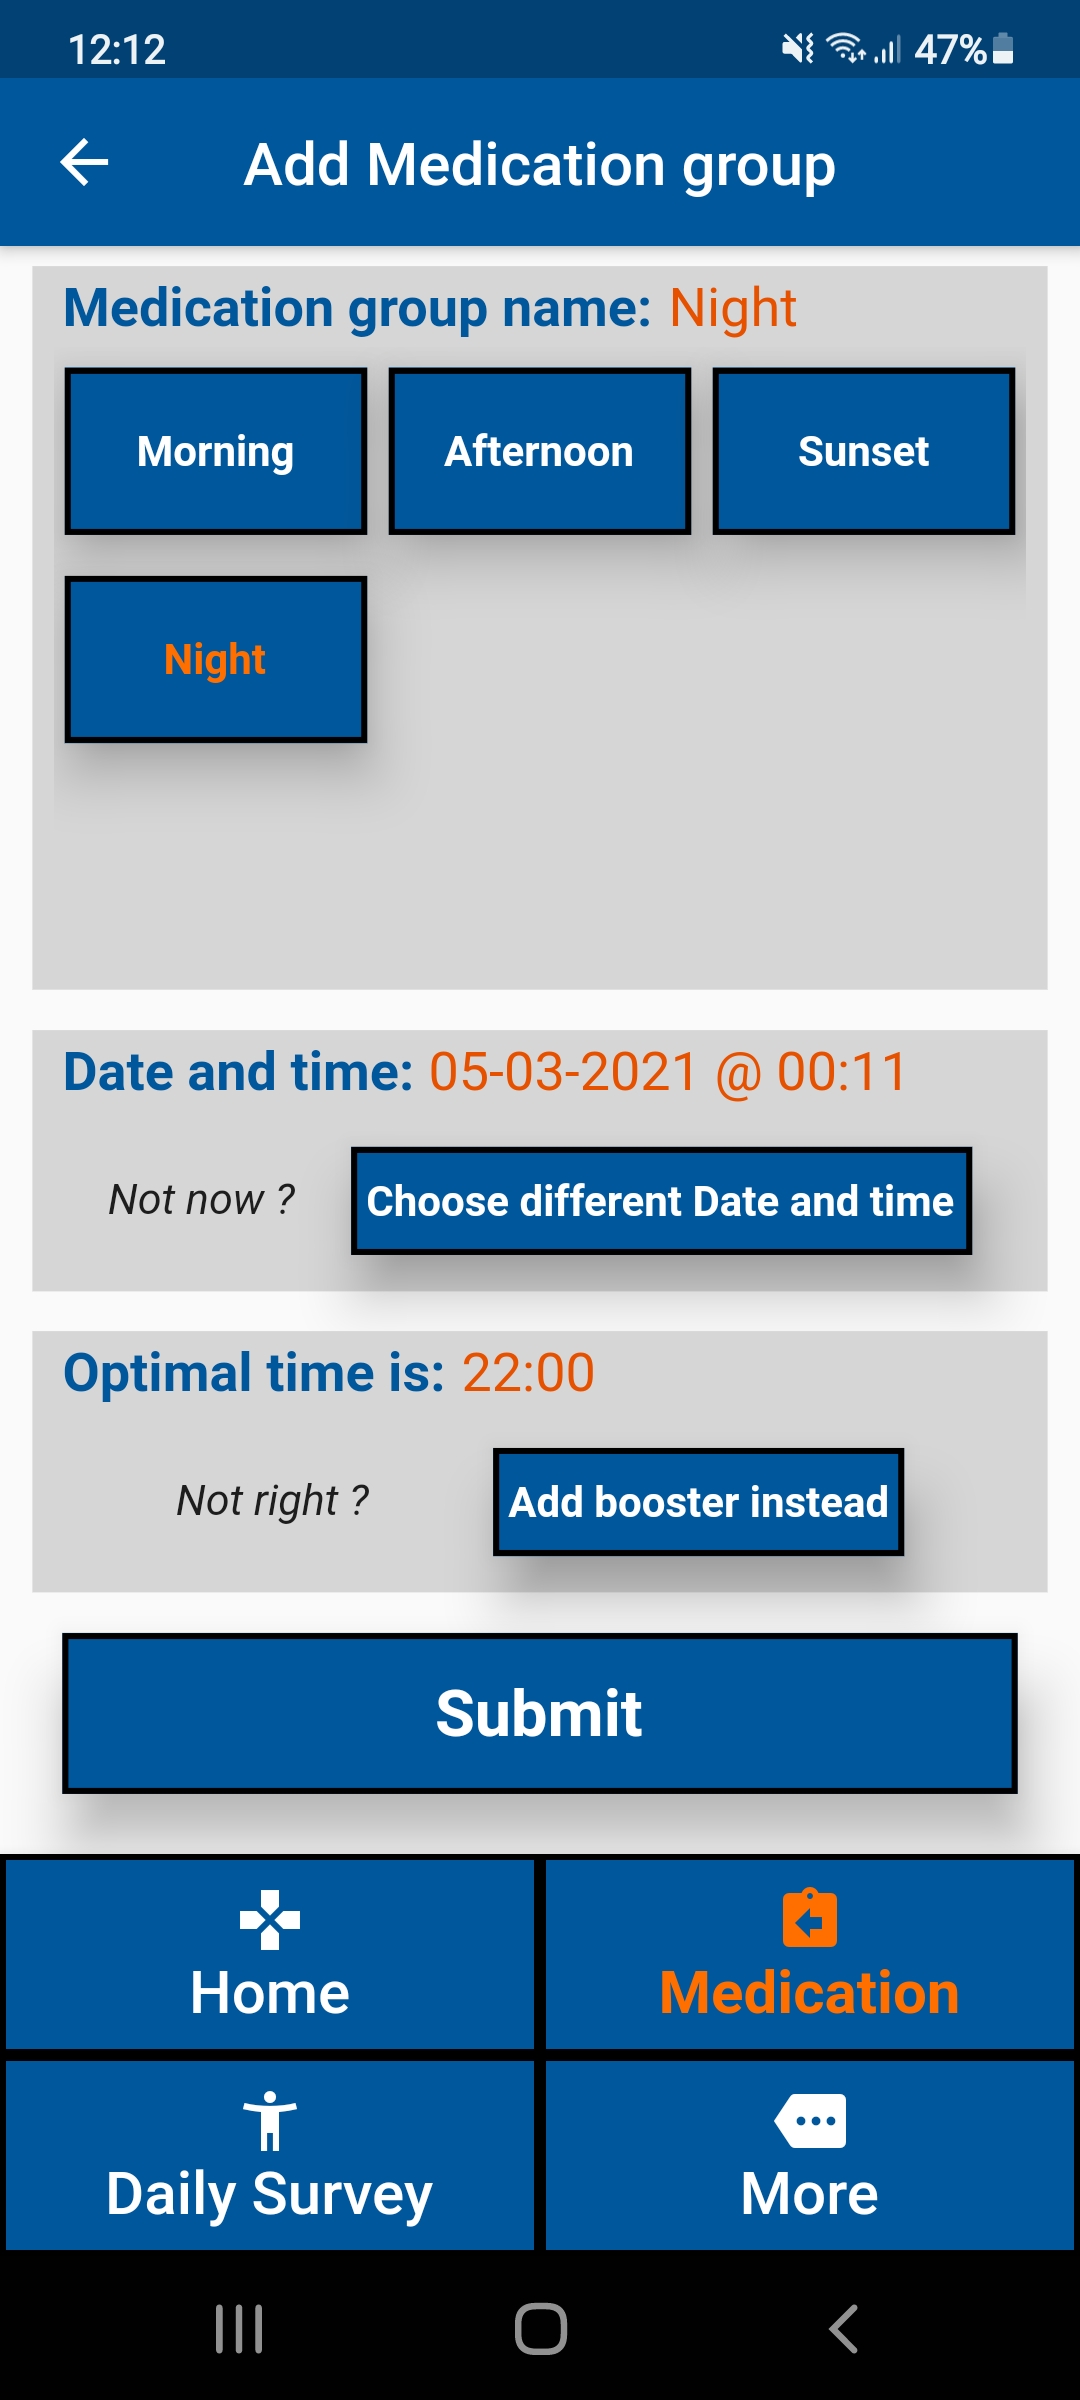 12:12 47%
Add Medication group
Medication group name: Night
Morning Afternoon Sunset
Night
Date and time: 05-03-2021 @ 00:11
Not now ? Choose different Date and time
Optimal time is: 22:00
Not right ? Add booster instead
Submit
Home Medication
Daily Survey More